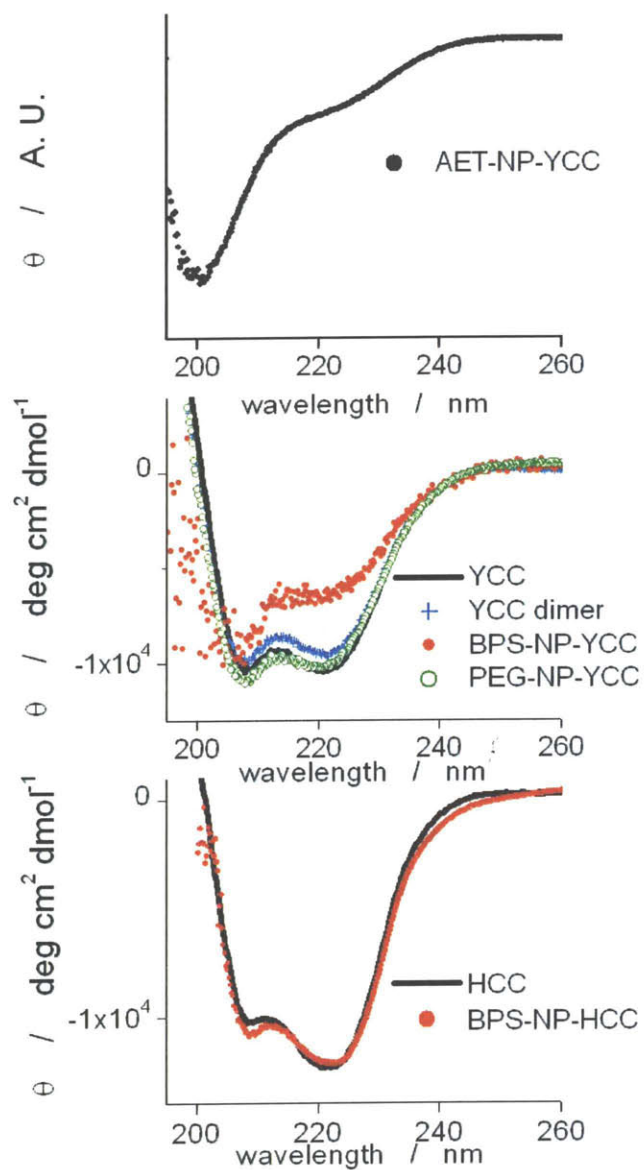 θ / A. U.
● AET-NP-YCC
200 220 240 260
wavelength / nm
θ / deg cm² dmol⁻¹
0
-1x10⁴
YCC
+ YCC dimer
BPS-NP-YCC
PEG-NP-YCC
200 220 240 260
wavelength / nm
θ / deg cm² dmol⁻¹
0
-1x10⁴
HCC
BPS-NP-HCC
200 220 240 260
wavelength / nm